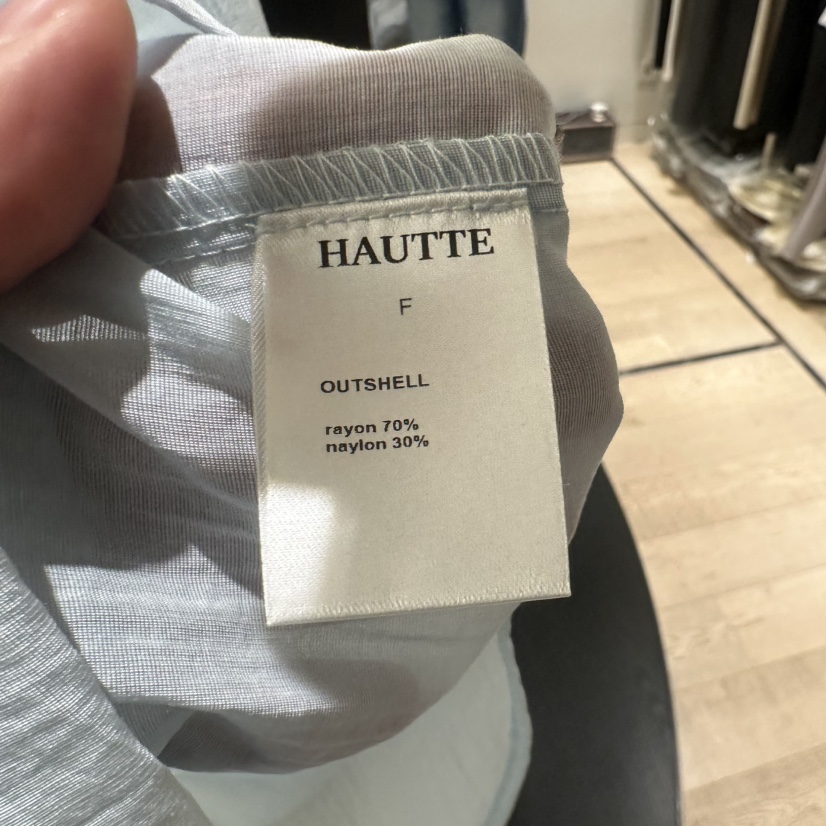 HAUTTE
F
OUTSHELL
rayon 70%
naylon 30%